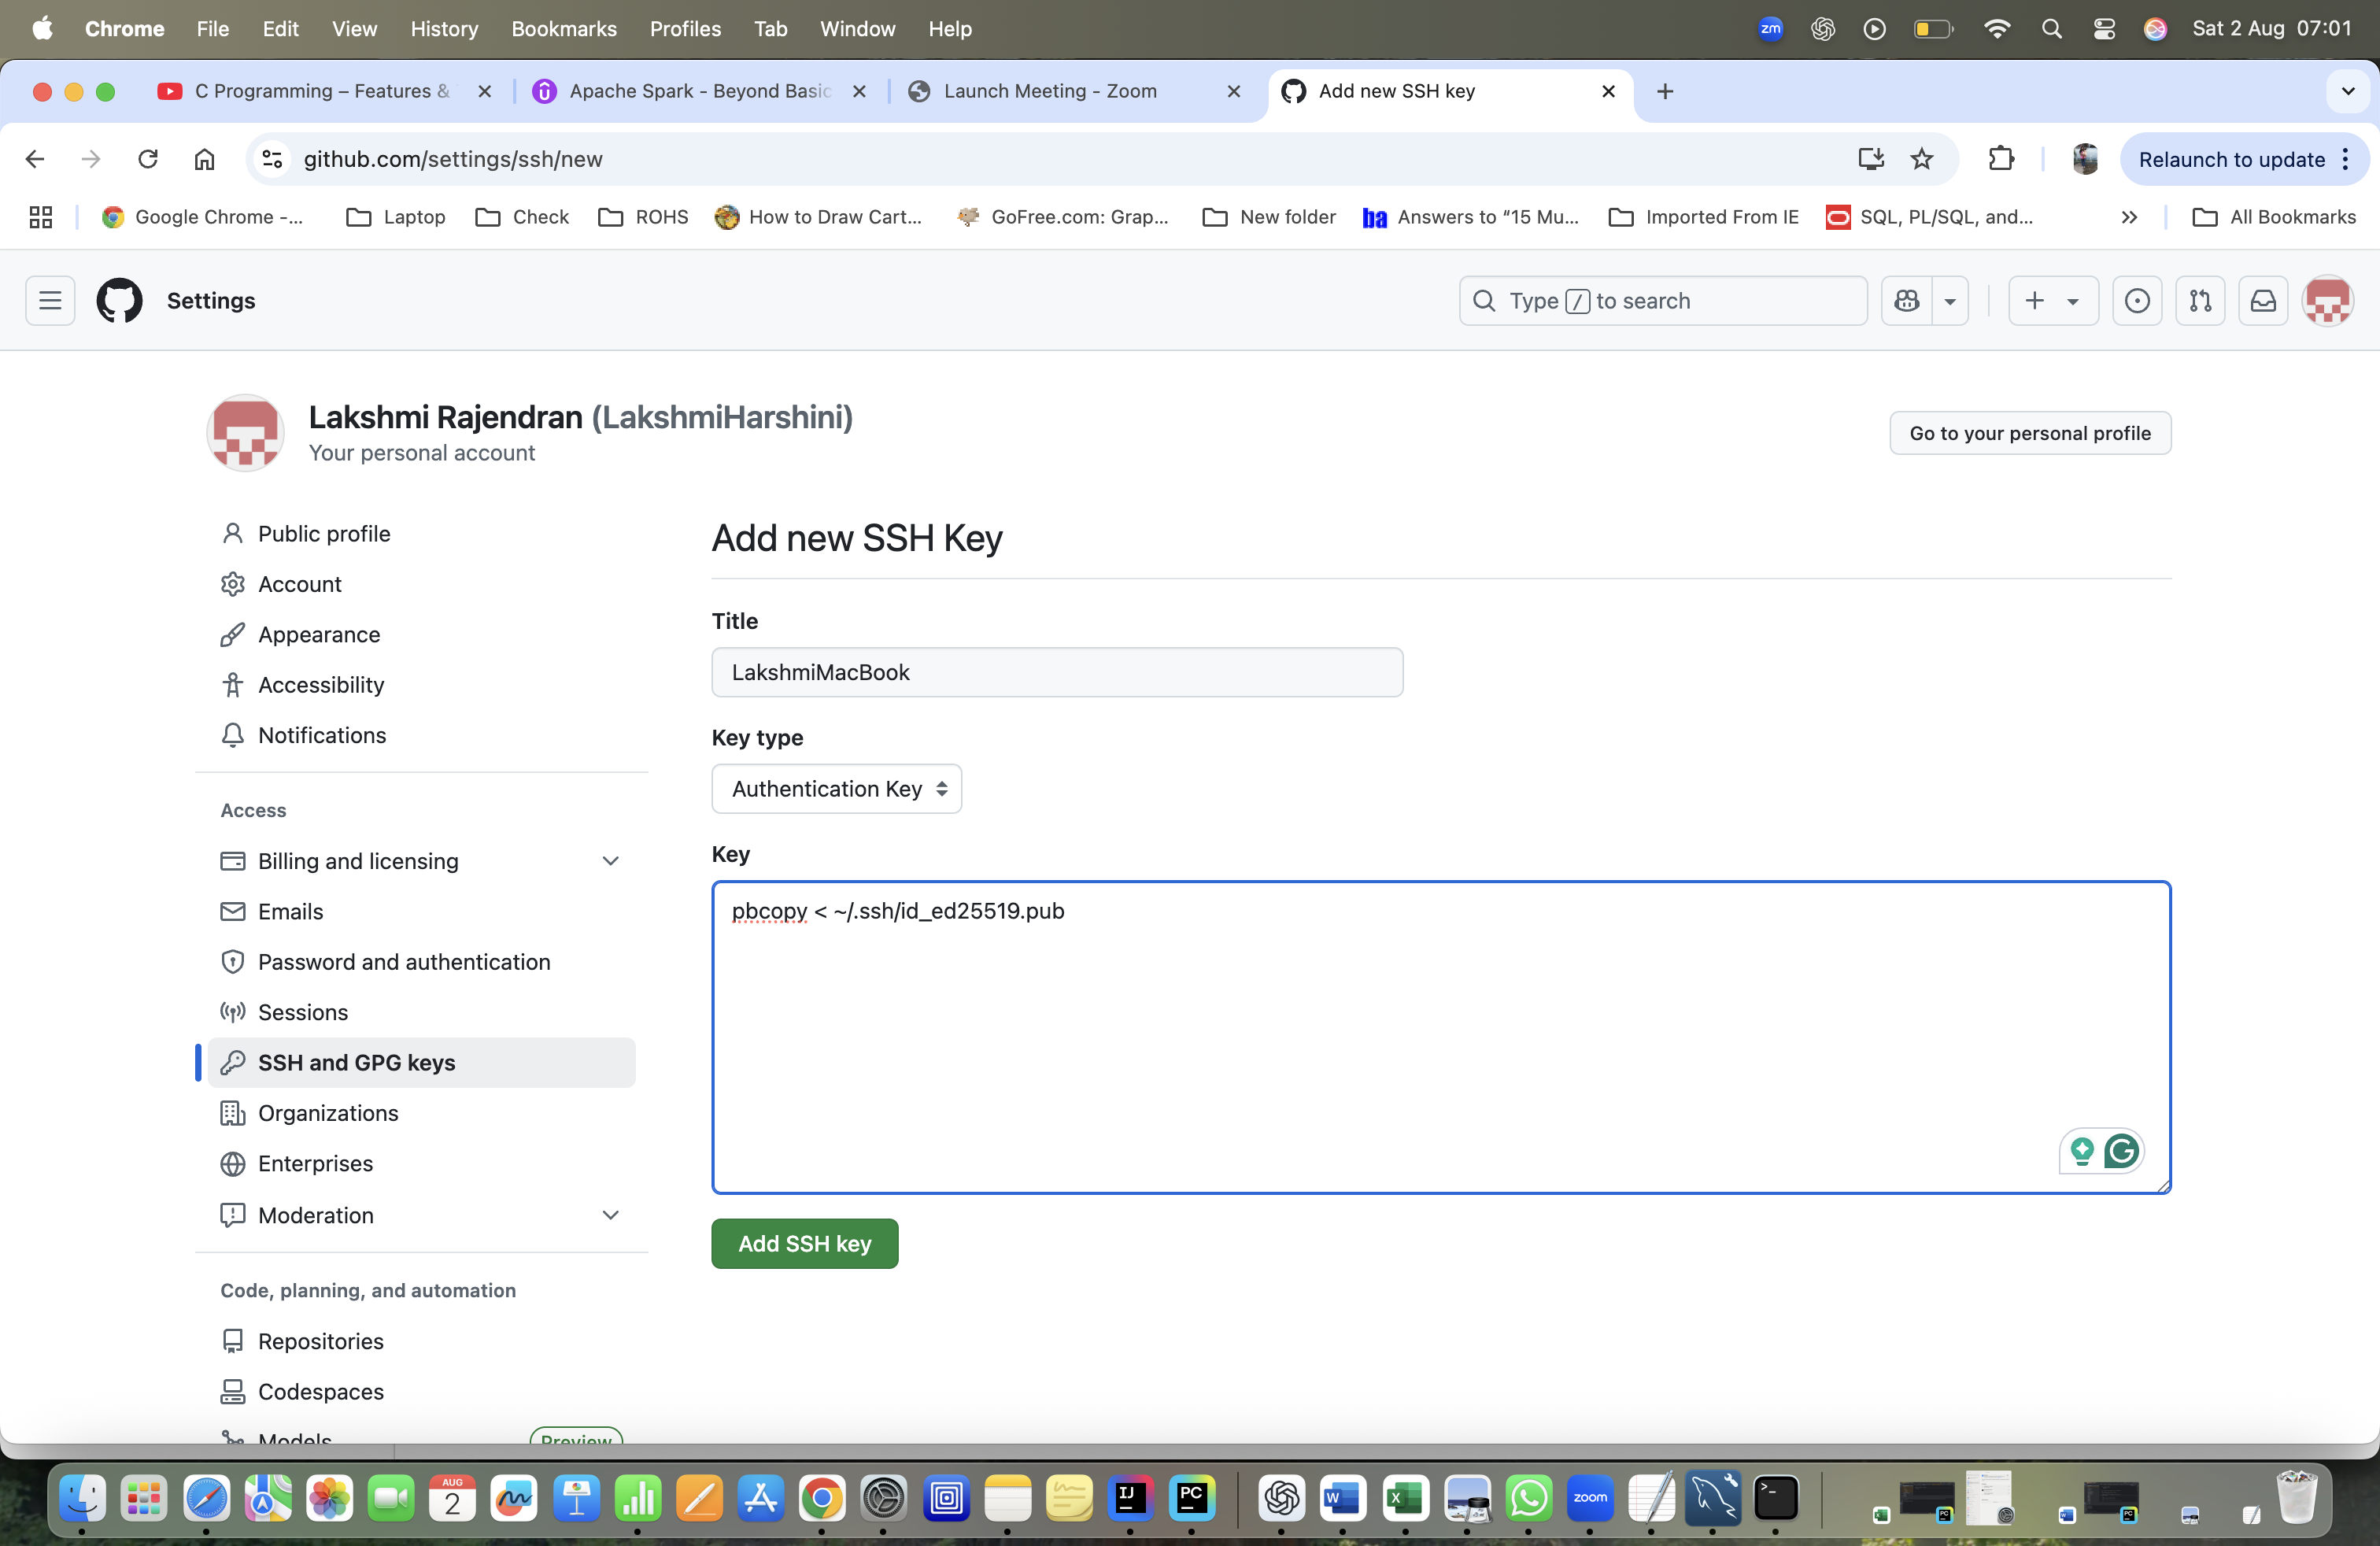 Chrome File Edit View History Bookmarks Profiles Tab Window Help
zm
Sat 2 Aug 07:01
C Programming – Features &
Apache Spark - Beyond Basic
Launch Meeting - Zoom
Add new SSH key
github.com/settings/ssh/new
Relaunch to update
Google Chrome -...
Laptop
Check
ROHS
How to Draw Cart...
GoFree.com: Grap...
New folder
ba
Answers to “15 Mu...
Imported From IE
SQL, PL/SQL, and...
All Bookmarks
Settings
Type / to search
Lakshmi Rajendran (LakshmiHarshini)
Your personal account
Go to your personal profile
Public profile
Account
Appearance
Accessibility
Notifications
Access
Billing and licensing
Emails
Password and authentication
Sessions
SSH and GPG keys
Organizations
Enterprises
Moderation
Code, planning, and automation
Repositories
Codespaces
Models
Preview
Add new SSH Key
Title
LakshmiMacBook
Key type
Authentication Key
Key
pbcopy < ~/.ssh/id_ed25519.pub
G
Add SSH key
AUG
2
IJ
PC
W
X
zoom
>_